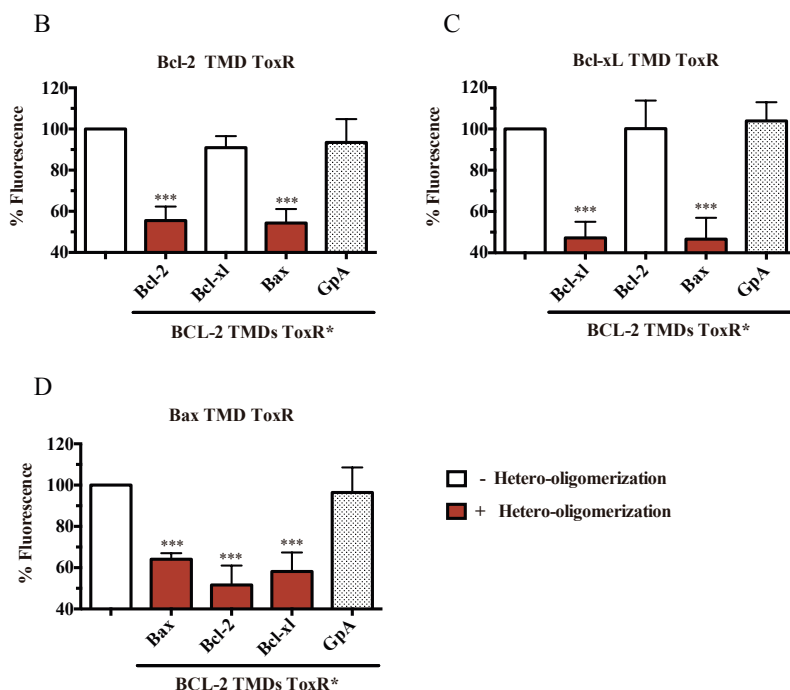 B
Bcl-2 TMD ToxR
% Fluorescence
120
100
80
60
40
***
***
Bcl-2
Bcl-xl
Bax
GpA
BCL-2 TMDs ToxR*
C
Bcl-xL TMD ToxR
% Fluorescence
120
100
80
60
40
***
***
Bcl-xl
Bcl-2
Bax
GpA
BCL-2 TMDs ToxR*
D
Bax TMD ToxR
% Fluorescence
120
100
80
60
40
***
***
***
Bax
Bcl-2
Bcl-xl
GpA
BCL-2 TMDs ToxR*
- Hetero-oligomerization
+ Hetero-oligomerization